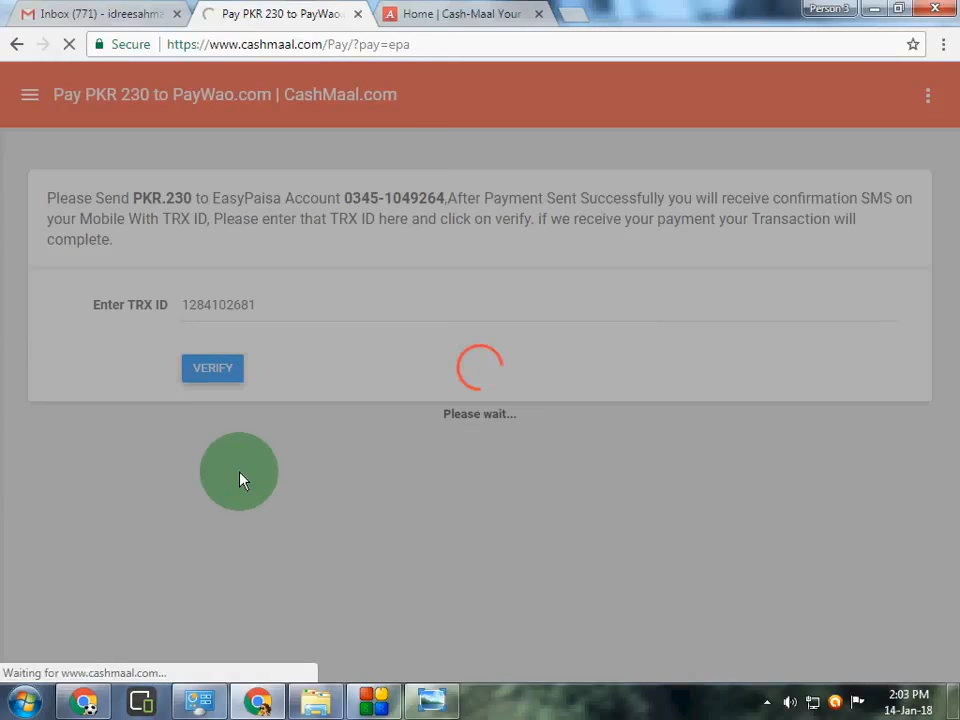 Inbox (771) - idreesahma
Pay PKR 230 to PayWao.
Home | Cash-Maal Your
Person 3
Secure
https://www.cashmaal.com/Pay/?pay=epa
Pay PKR 230 to PayWao.com | CashMaal.com
Please Send PKR.230 to EasyPaisa Account 0345-1049264,After Payment Sent Successfully you will receive confirmation SMS on
your Mobile With TRX ID, Please enter that TRX ID here and click on verify. if we receive your payment your Transaction will
complete.
Enter TRX ID 1284102681
VERIFY
Please wait...
Waiting for www.cashmaal.com...
2:03 PM
14-Jan-18